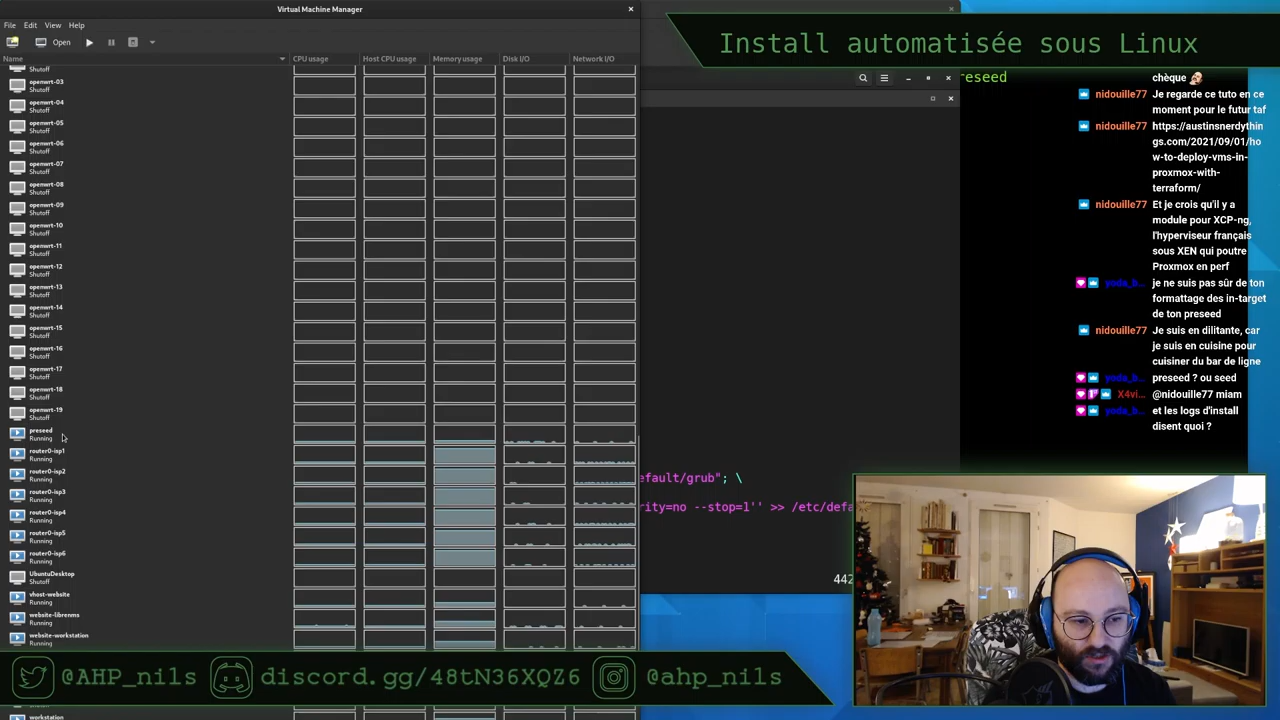 Virtual Machine Manager
File Edit View Help
Open
Name CPU usage Host CPU usage Memory usage Disk I/O Network I/O
Shutoff
openwrt-03
Shutoff
openwrt-04
Shutoff
openwrt-05
Shutoff
openwrt-06
Shutoff
openwrt-07
Shutoff
openwrt-08
Shutoff
openwrt-09
Shutoff
openwrt-10
Shutoff
openwrt-11
Shutoff
openwrt-12
Shutoff
openwrt-13
Shutoff
openwrt-14
Shutoff
openwrt-15
Shutoff
openwrt-16
Shutoff
openwrt-17
Shutoff
openwrt-18
Shutoff
openwrt-19
Shutoff
preseed
Running
router0-isp1
Running
router0-isp2
Running
router0-isp3
Running
router0-isp4
Running
router0-isp5
Running
router0-isp6
Running
UbuntuDesktop
Shutoff
vhost-website
Running
website-librenms
Running
website-workstation
Running
workstation
efault/grub"; \
rity=no --stop=1'' >> /etc/defa
442
Install automatisée sous Linux
reseed
chèque
nidouille77 Je regarde ce tuto en ce
moment pour le futur taf
nidouille77 https://austinsnerdythin
gs.com/2021/09/01/ho
w-to-deploy-vms-in-
proxmox-with-
terraform/
nidouille77 Et je crois qu'il y a
module pour XCP-ng,
l'hyperviseur français
sous XEN qui poutre
Proxmox en perf
yoda_b... je ne suis pas sûr de ton
formattage des in-target
de ton preseed
nidouille77 Je suis en dilitante, car
je suis en cuisine pour
cuisiner du bar de ligne
yoda_b... preseed ? ou seed
X4vi... @nidouille77 miam
yoda_b... et les logs d'install
disent quoi ?
@AHP_nils discord.gg/48tN36XQZ6 @ahp_nils